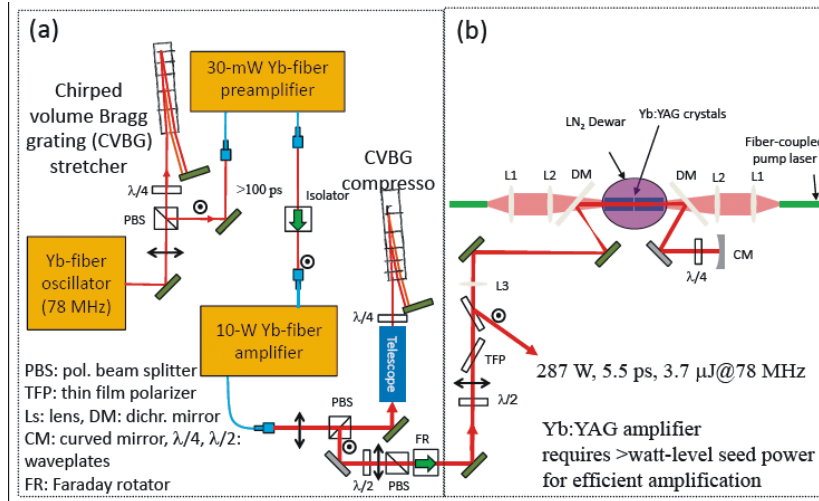 (a)
Chirped
volume Bragg
grating (CVBG)
stretcher
30-mW Yb-fiber
preamplifier
λ/4
PBS
>100 ps
Isolator
CVBG
compresso
Yb-fiber
oscillator
(78 MHz)
10-W Yb-fiber
amplifier
λ/4
Telescope
PBS: pol. beam splitter
TFP: thin film polarizer
Ls: lens, DM: dichr. mirror
CM: curved mirror, λ/4, λ/2:
waveplates
FR: Faraday rotator
PBS
FR
λ/2
PBS
(b)
Yb:YAG crystals
LN2 Dewar
Fiber-coupled
pump laser
L1
L2
DM
DM
L2
L1
CM
λ/4
L3
TFP
λ/2
287 W, 5.5 ps, 3.7 μJ@78 MHz
Yb:YAG amplifier
requires >watt-level seed power
for efficient amplification